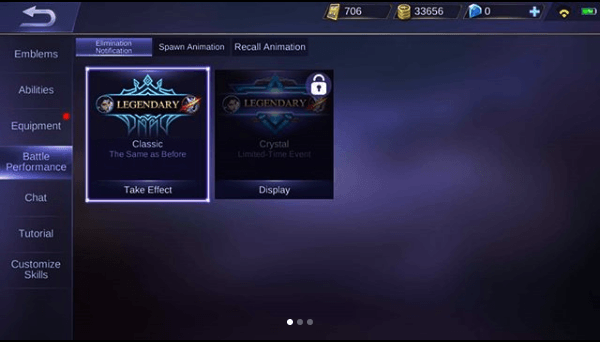 706
33656
0
Emblems
Abilities
Equipment
Battle
Performance
Chat
Tutorial
Customize
Skills
Elimination
Notification
Spawn Animation
Recall Animation
LEGENDARY
Classic
The Same as Before
Take Effect
LEGENDARY
Crystal
Limited-Time Event
Display